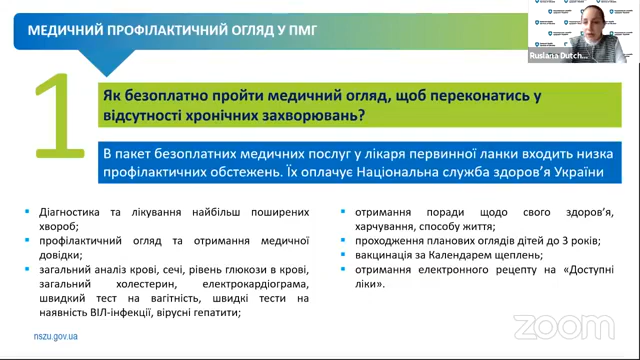 МЕДИЧНИЙ ПРОФІЛАКТИЧНИЙ ОГЛЯД У ПМГ
Ruslana Dutch...
1
Як безоплатно пройти медичний огляд, щоб переконатись у
відсутності хронічних захворювань?
В пакет безоплатних медичних послуг у лікаря первинної ланки входить низка
профілактичних обстежень. Їх оплачує Національна служба здоров’я України
▪ Діагностика та лікування найбільш поширених
хвороб;
▪ профілактичний огляд та отримання медичної
довідки;
▪ загальний аналіз крові, сечі, рівень глюкози в крові,
загальний холестерин, електрокардіограма,
швидкий тест на вагітність, швидкі тести на
наявність ВІЛ-інфекції, вірусні гепатити;
▪ отримання поради щодо свого здоров’я,
харчування, способу життя;
▪ проходження планових оглядів дітей до 3 років;
▪ вакцинація за Календарем щеплень;
▪ отримання електронного рецепту на «Доступні
ліки».
nszu.gov.ua
zoom